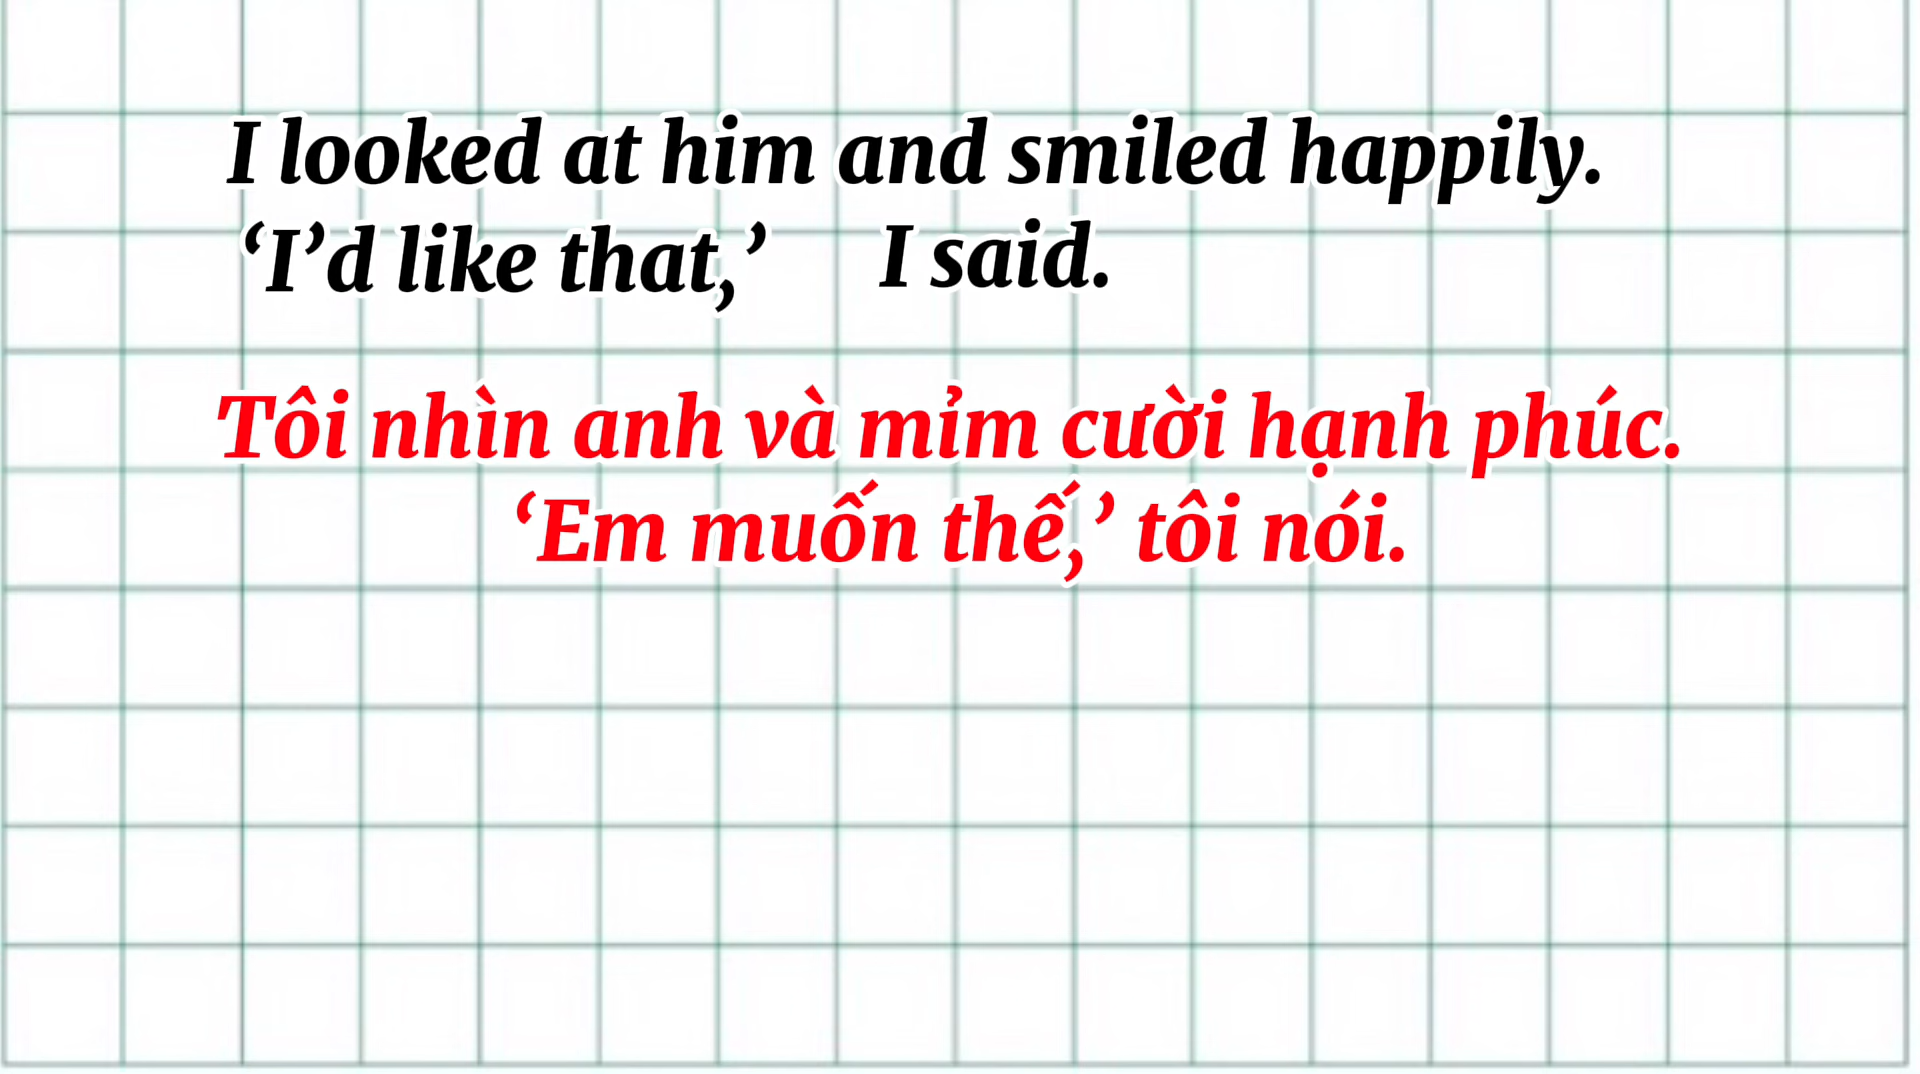 I looked at him and smiled happily.
‘I’d like that,’ I said.
Tôi nhìn anh và mỉm cười hạnh phúc.
‘Em muốn thế,’ tôi nói.